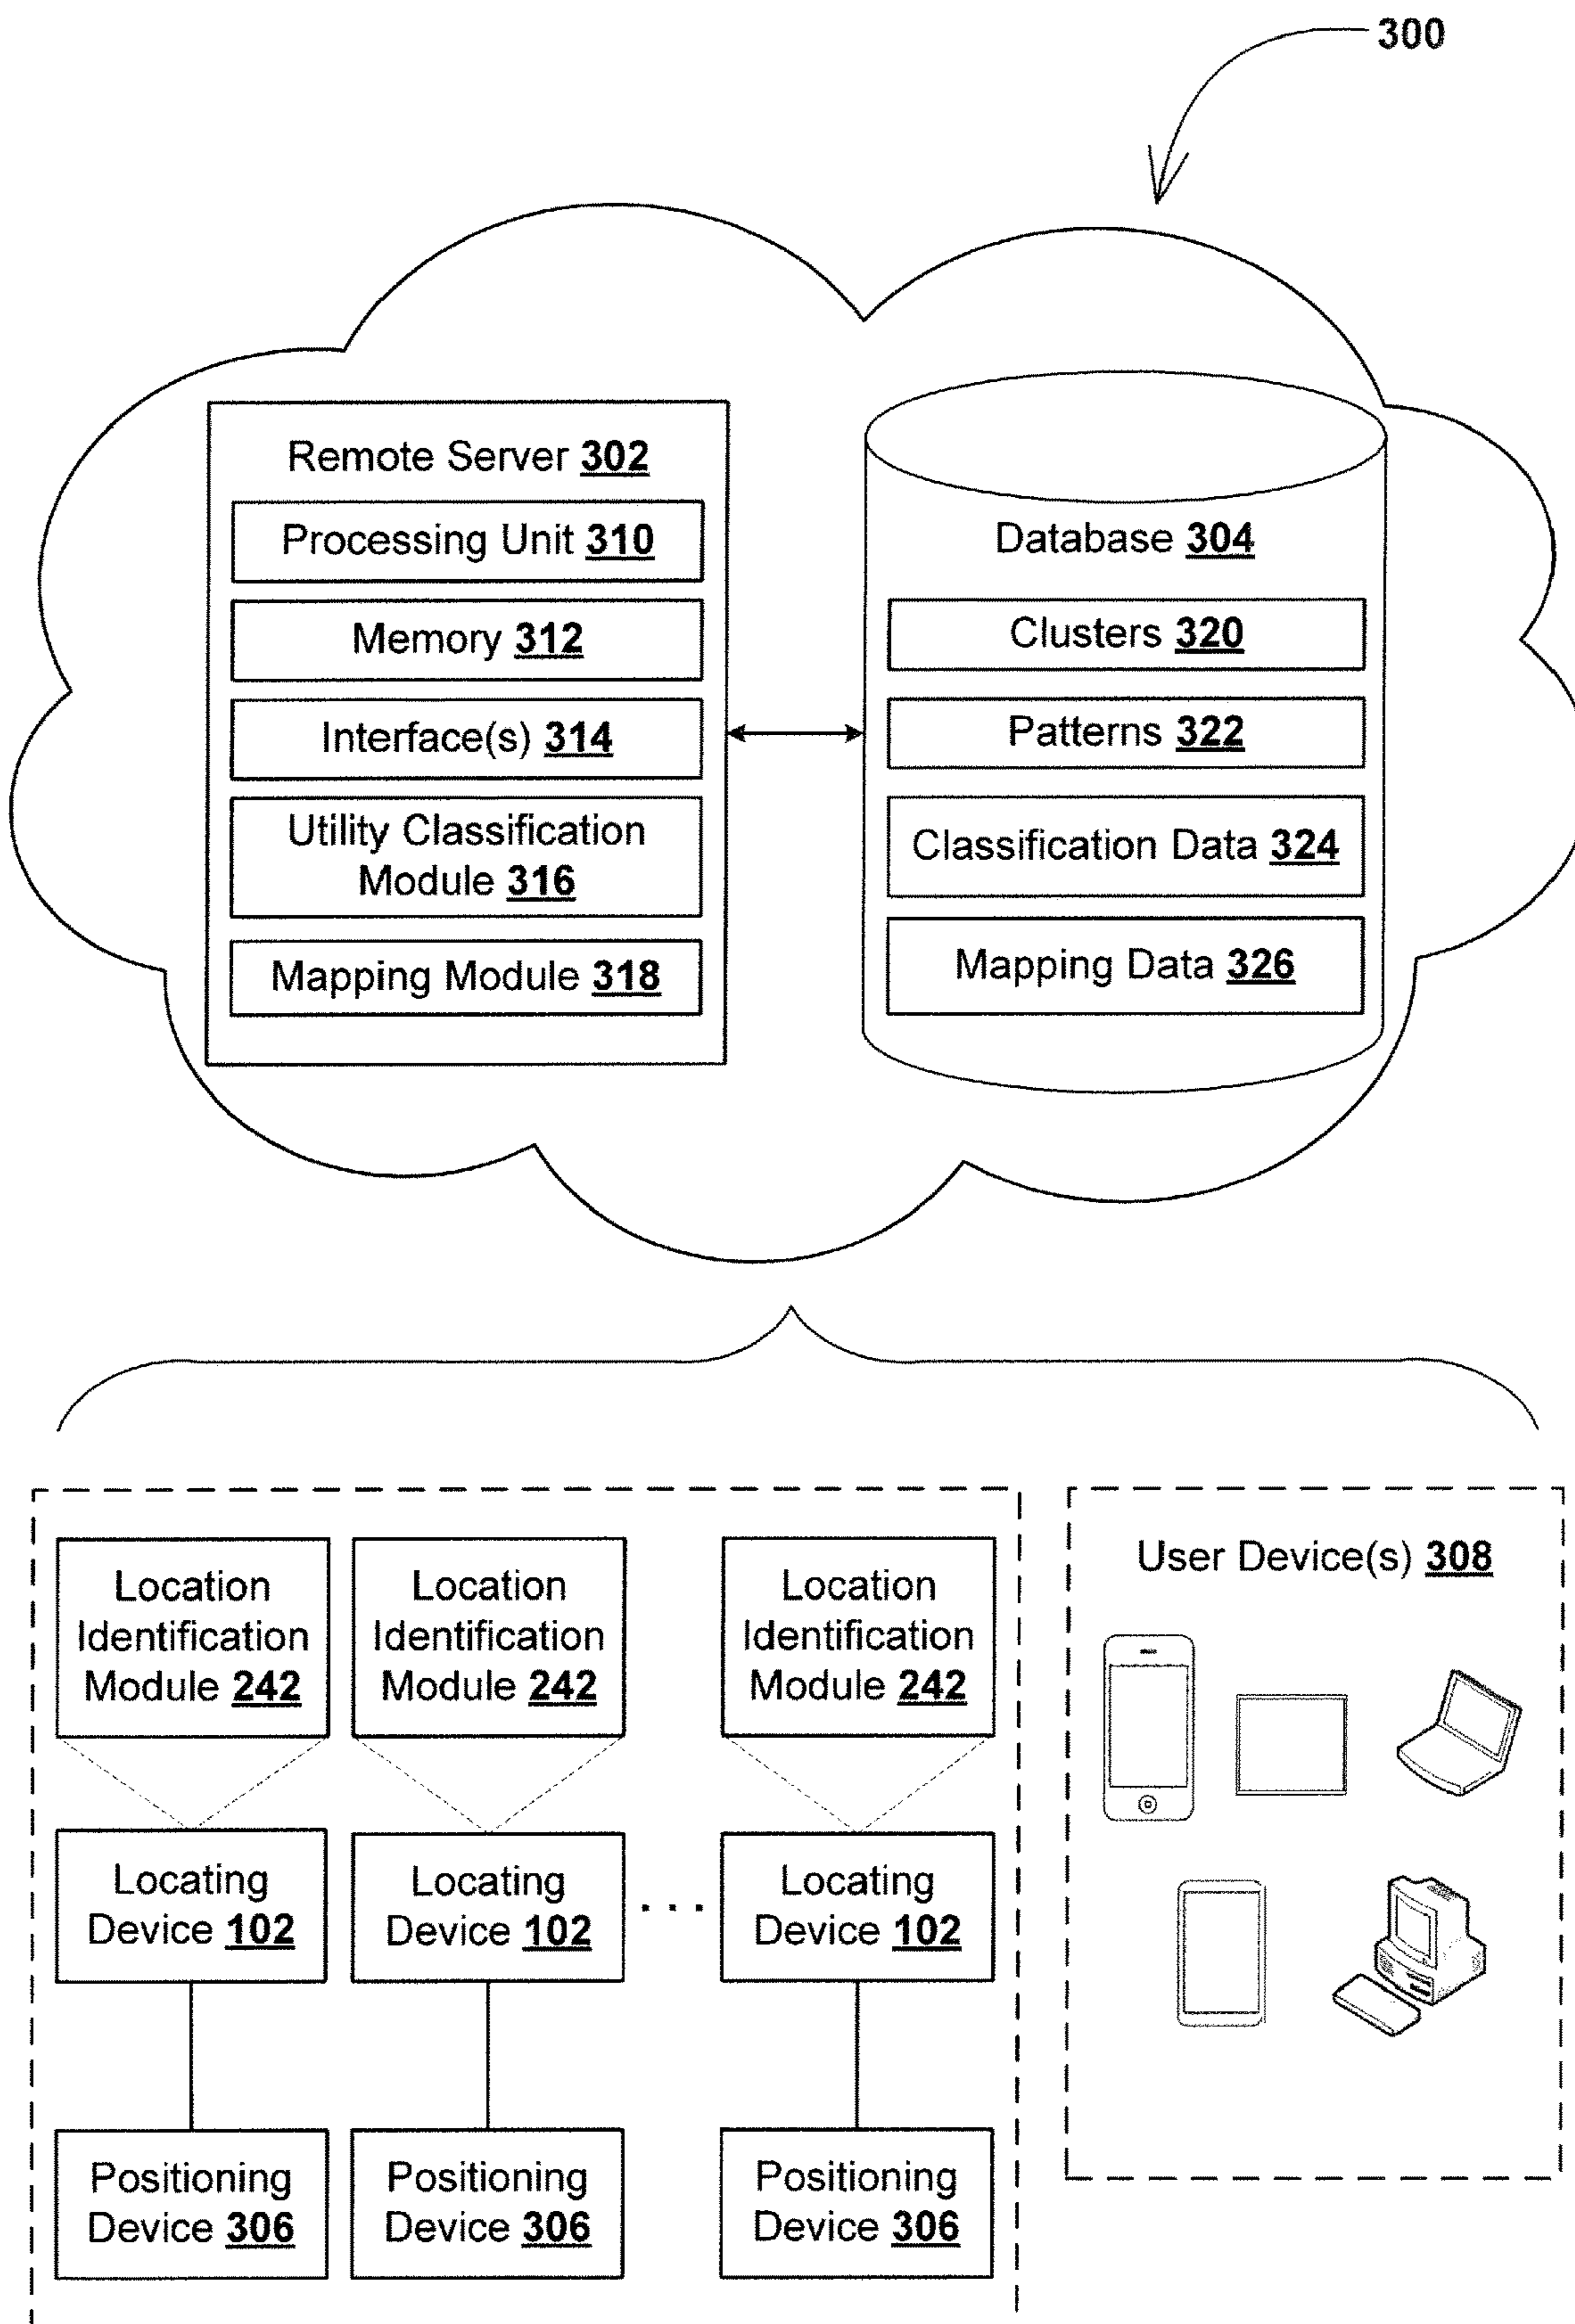 300
Remote Server 302
Processing Unit 310
Memory 312
Interface(s) 314
Utility Classification
Module 316
Mapping Module 318
Database 304
Clusters 320
Patterns 322
Classification Data 324
Mapping Data 326
Location
Identification
Module 242
Location
Identification
Module 242
Location
Identification
Module 242
Locating
Device 102
Locating
Device 102
...
Locating
Device 102
Positioning
Device 306
Positioning
Device 306
Positioning
Device 306
User Device(s) 308